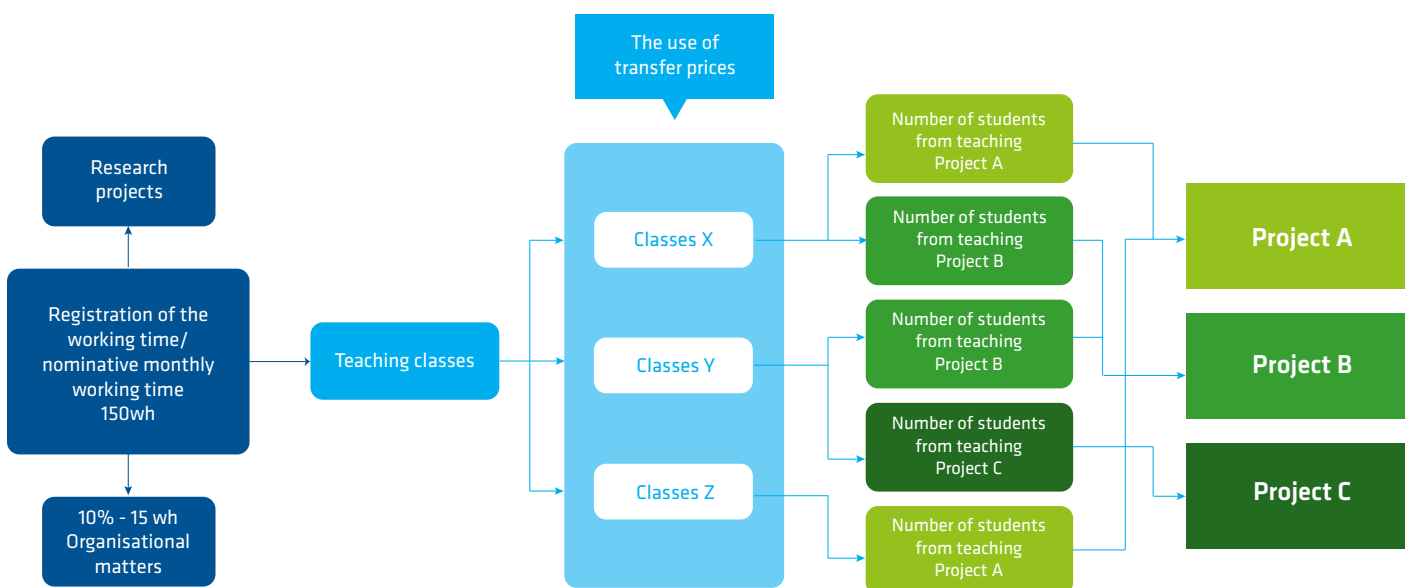 The use of
transfer prices
Research
projects
Registration of the
working time/
nominative monthly
working time
150wh
10% - 15 wh
Organisational
matters
Teaching classes
Classes X
Classes Y
Classes Z
Number of students
from teaching
Project A
Number of students
from teaching
Project B
Number of students
from teaching
Project B
Number of students
from teaching
Project C
Number of students
from teaching
Project A
Project A
Project B
Project C